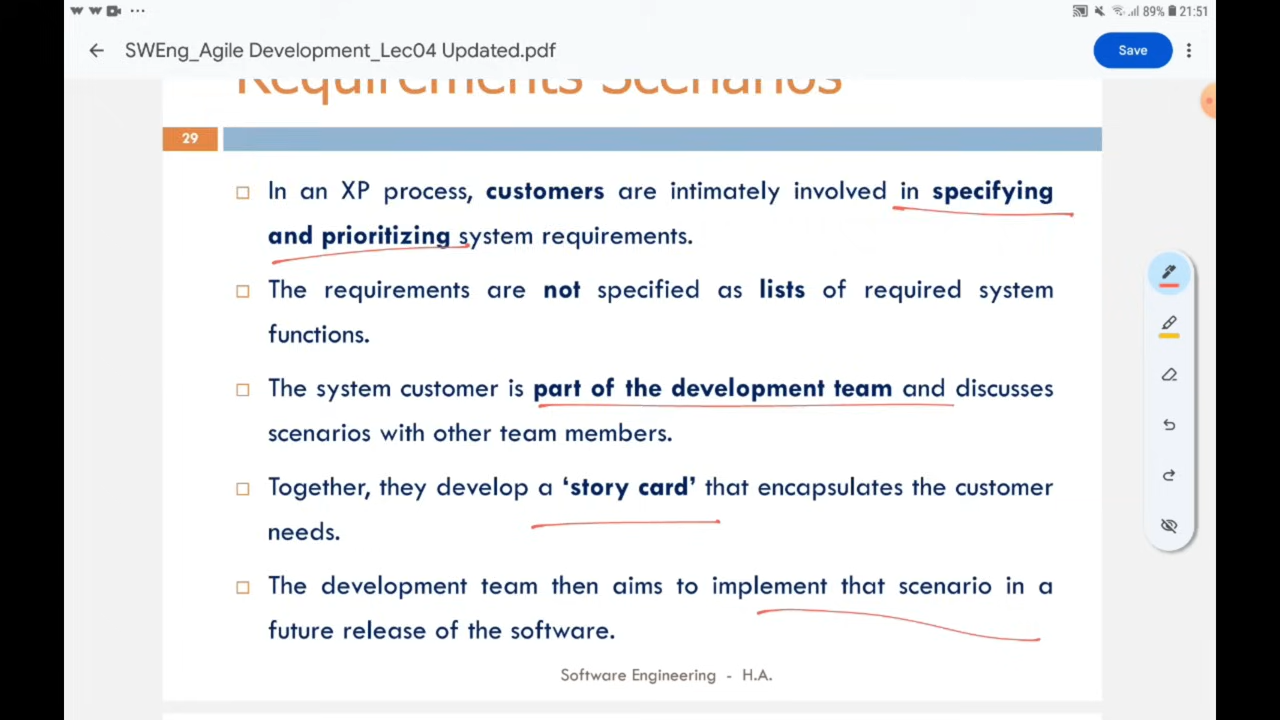 89% 21:51
SWEng_Agile Development_Lec04 Updated.pdf
Save
Requirements Scenarios
29
In an XP process, customers are intimately involved in specifying
and prioritizing system requirements.
The requirements are not specified as lists of required system
functions.
The system customer is part of the development team and discusses
scenarios with other team members.
Together, they develop a ‘story card’ that encapsulates the customer
needs.
The development team then aims to implement that scenario in a
future release of the software.
Software Engineering - H.A.